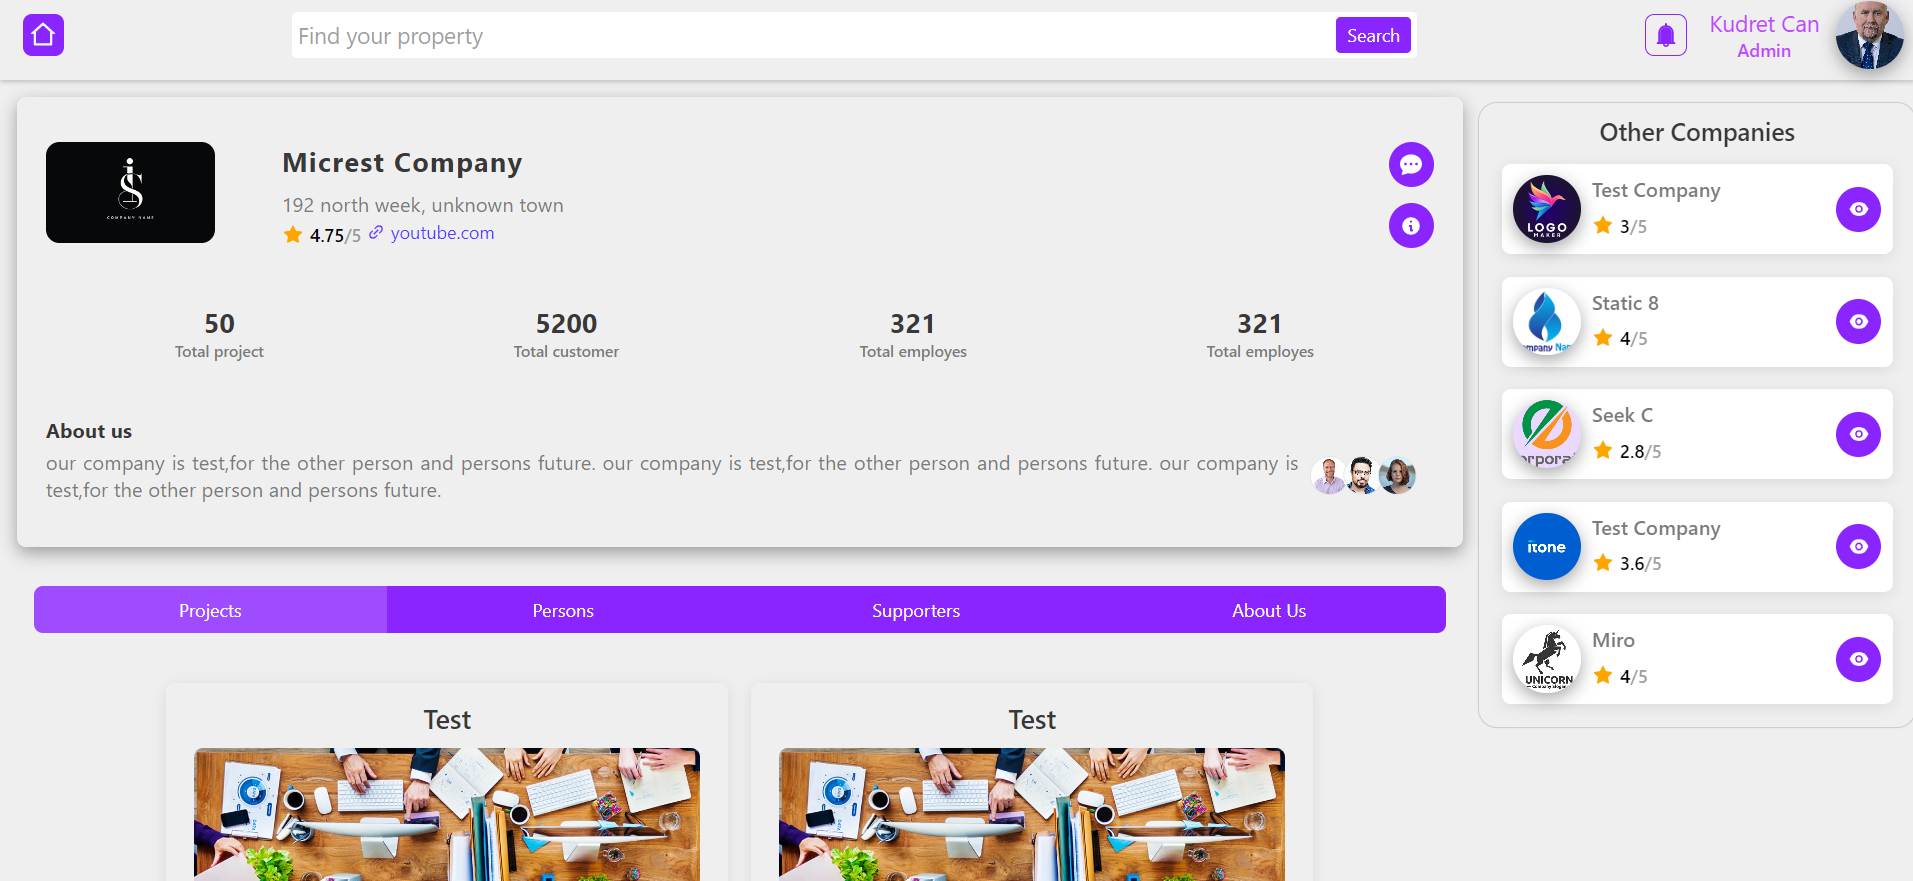 Find your property
Search
Kudret Can
Admin
COMPANY NAME
Micrest Company
192 north week, unknown town
4.75/5 youtube.com
50
Total project
5200
Total customer
321
Total employes
321
Total employes
About us
our company is test,for the other person and persons future. our company is test,for the other person and persons future. our company is
test,for the other person and persons future.
Projects
Persons
Supporters
About Us
Test
Test
Other Companies
LOGO
MAKER
Test Company
3/5
ompany Na
Static 8
4/5
orpora
Seek C
2.8/5
itone
Test Company
3.6/5
UNICORN
Miro
4/5